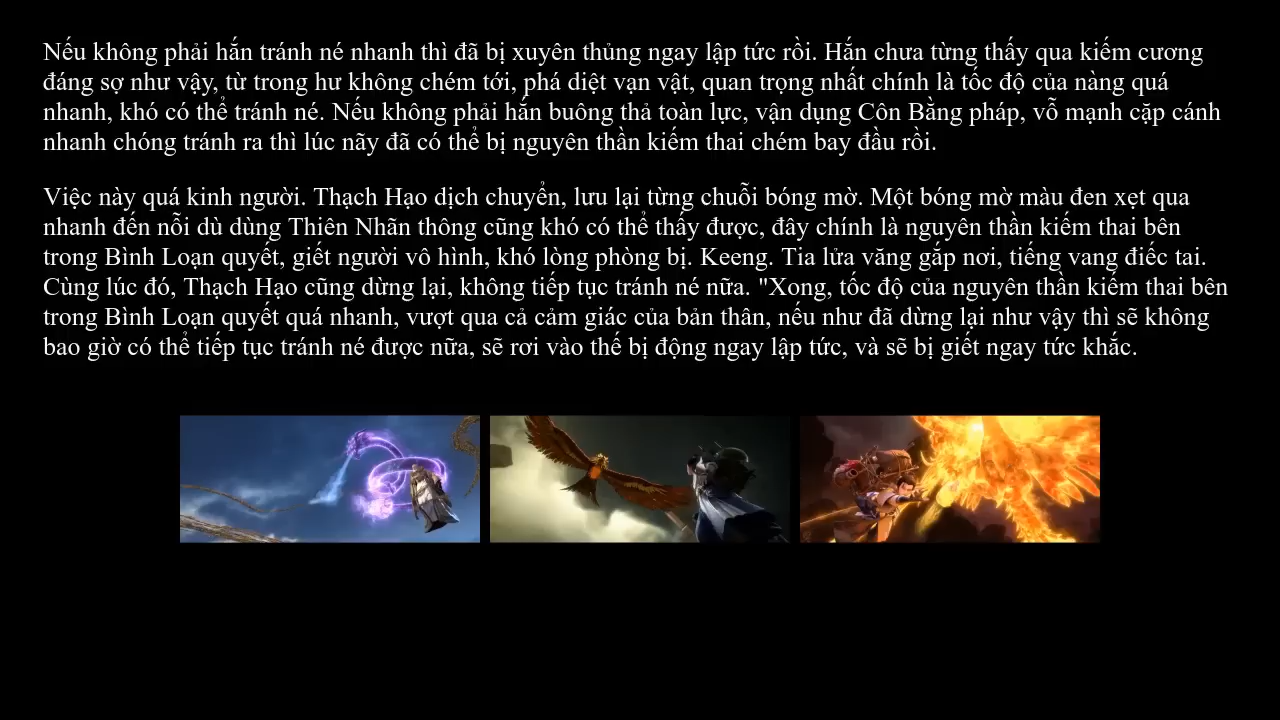 Nếu không phải hắn tránh né nhanh thì đã bị xuyên thủng ngay lập tức rồi. Hắn chưa từng thấy qua kiếm cương
đáng sợ như vậy, từ trong hư không chém tới, phá diệt vạn vật, quan trọng nhất chính là tốc độ của nàng quá
nhanh, khó có thể tránh né. Nếu không phải hắn buông thả toàn lực, vận dụng Côn Bằng pháp, vỗ mạnh cặp cánh
nhanh chóng tránh ra thì lúc nãy đã có thể bị nguyên thần kiếm thai chém bay đầu rồi.
Việc này quá kinh người. Thạch Hạo dịch chuyển, lưu lại từng chuỗi bóng mờ. Một bóng mờ màu đen xẹt qua
nhanh đến nỗi dù dùng Thiên Nhãn thông cũng khó có thể thấy được, đây chính là nguyên thần kiếm thai bên
trong Bình Loạn quyết, giết người vô hình, khó lòng phòng bị. Keeng. Tia lửa văng gắp nơi, tiếng vang điếc tai.
Cùng lúc đó, Thạch Hạo cũng dừng lại, không tiếp tục tránh né nữa. "Xong, tốc độ của nguyên thần kiếm thai bên
trong Bình Loạn quyết quá nhanh, vượt qua cả cảm giác của bản thân, nếu như đã dừng lại như vậy thì sẽ không
bao giờ có thể tiếp tục tránh né được nữa, sẽ rơi vào thế bị động ngay lập tức, và sẽ bị giết ngay tức khắc.